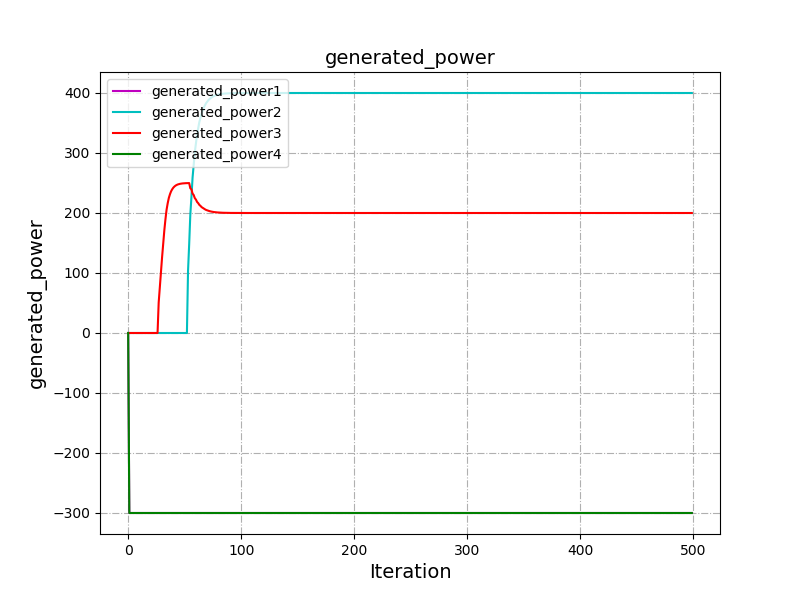 generated_power
generated_power1
generated_power2
generated_power3
generated_power4
400
300
200
100
0
−100
−200
−300
generated_power
0
100
200
300
400
500
Iteration